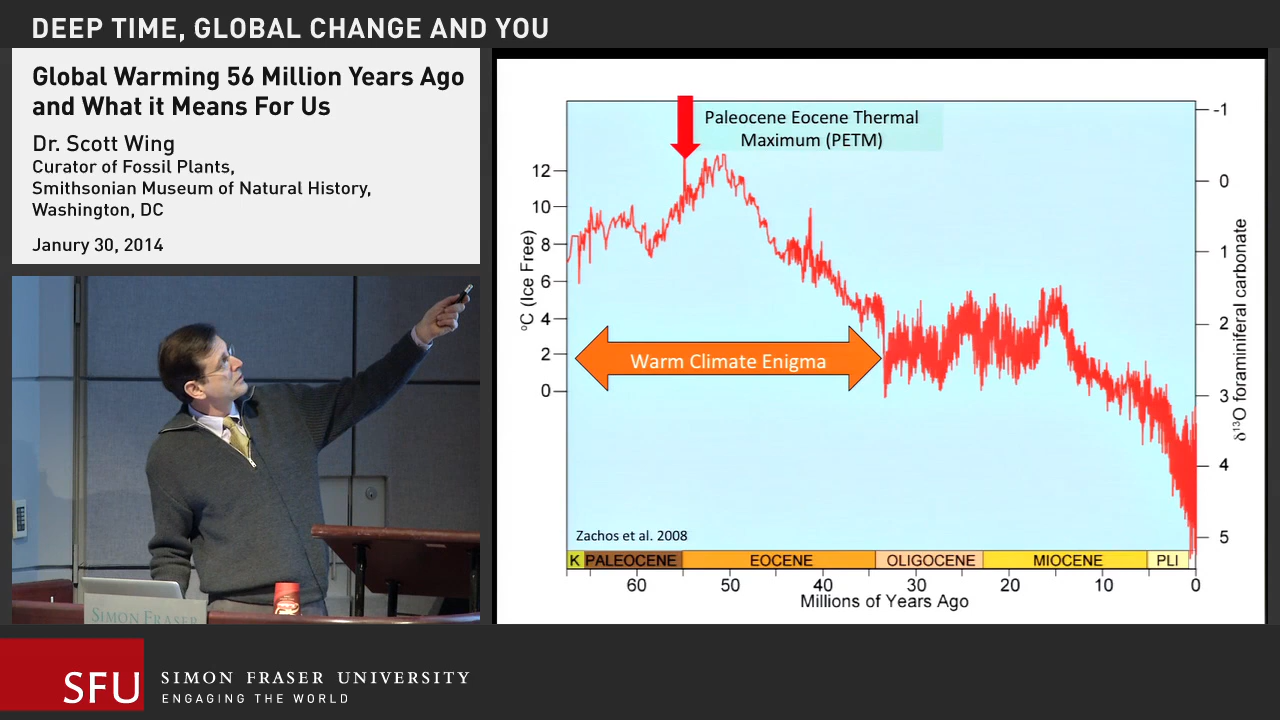 DEEP TIME, GLOBAL CHANGE AND YOU
Global Warming 56 Million Years Ago
and What it Means For Us
Dr. Scott Wing
Curator of Fossil Plants,
Smithsonian Museum of Natural History,
Washington, DC
Janury 30, 2014
Paleocene Eocene Thermal
Maximum (PETM)
12
10
8
6
4
2
0
ºC (Ice Free)
-1
0
1
2
3
4
5
δ¹³O foraminiferal carbonate
Warm Climate Enigma
Zachos et al. 2008
K PALEOCENE EOCENE OLIGOCENE MIOCENE PLI
60 50 40 30 20 10 0
Millions of Years Ago
SIMON FRASER
SFU
SIMON FRASER UNIVERSITY
ENGAGING THE WORLD